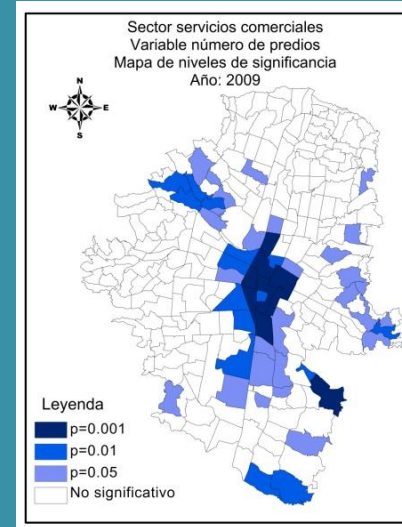 Sector servicios comerciales
Variable número de predios
Mapa de niveles de significancia
Año: 2009
N
W
E
S
Leyenda
p=0.001
p=0.01
p=0.05
No significativo